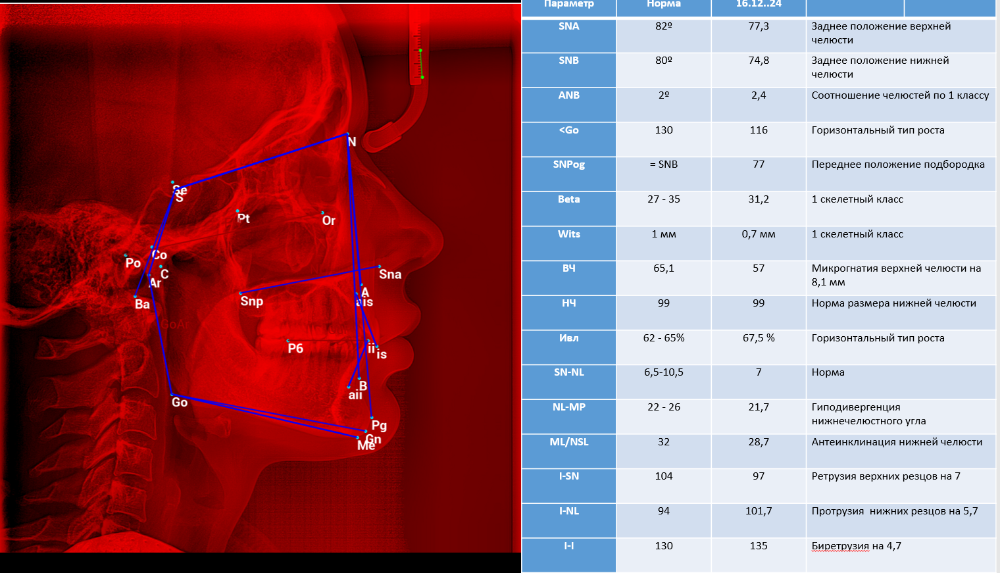 N
Se
S
Pt
Or
Co
Po
C
Ar
Sna
A
Snp
ais
Ba
GoAr
P6
ii
is
B
aii
Go
Pg
Gn
Me
Параметр Норма 16.12..24
SNA 82º 77,3 Заднее положение верхней
челюсти
SNB 80º 74,8 Заднее положение нижней
челюсти
ANB 2º 2,4 Соотношение челюстей по 1 классу
<Go 130 116 Горизонтальный тип роста
SNPog = SNB 77 Переднее положение подбородка
Beta 27 - 35 31,2 1 скелетный класс
Wits 1 мм 0,7 мм 1 скелетный класс
ВЧ 65,1 57 Микрогнатия верхней челюсти на
8,1 мм
НЧ 99 99 Норма размера нижней челюсти
Ивл 62 - 65% 67,5 % Горизонтальный тип роста
SN-NL 6,5-10,5 7 Норма
NL-MP 22 - 26 21,7 Гиподивергенция
нижнечелюстного угла
ML/NSL 32 28,7 Антеинклинация нижней челюсти
I-SN 104 97 Ретрузия верхних резцов на 7
I-NL 94 101,7 Протрузия нижних резцов на 5,7
I-I 130 135 Биретрузия на 4,7